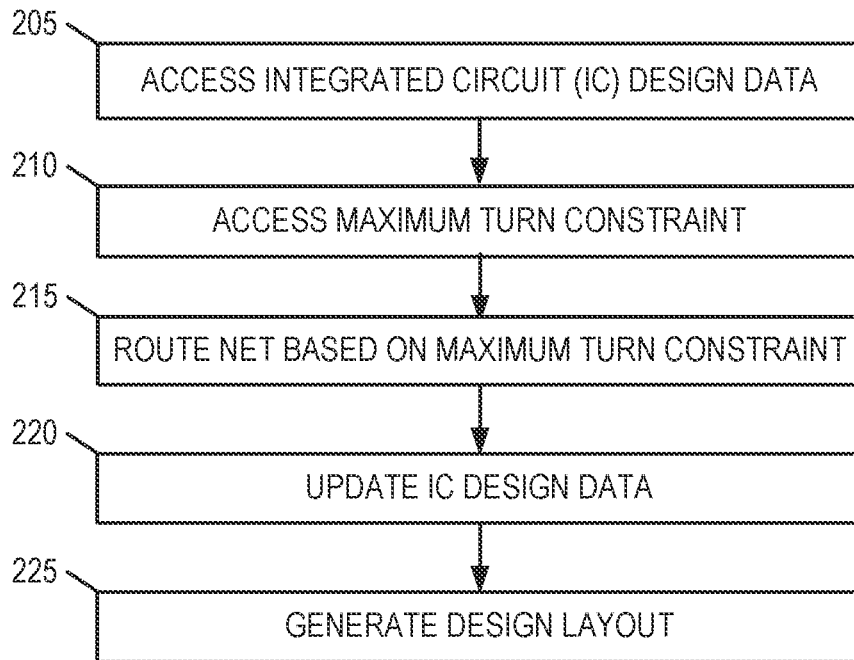 205
ACCESS INTEGRATED CIRCUIT (IC) DESIGN DATA
210
ACCESS MAXIMUM TURN CONSTRAINT
215
ROUTE NET BASED ON MAXIMUM TURN CONSTRAINT
220
UPDATE IC DESIGN DATA
225
GENERATE DESIGN LAYOUT